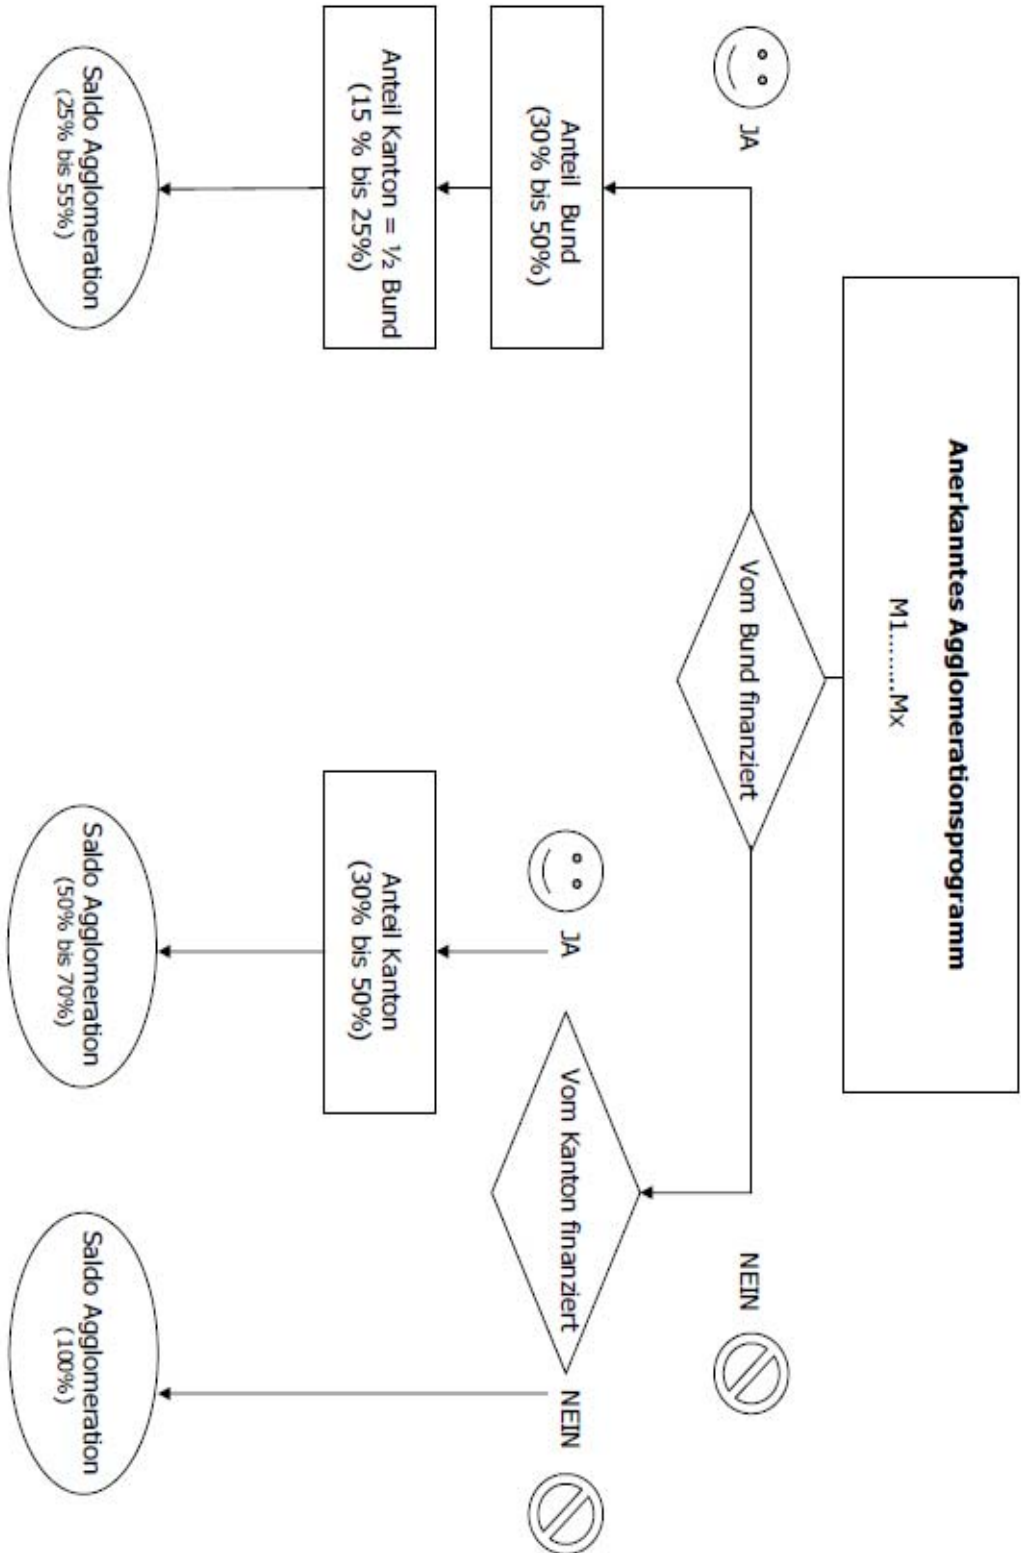 Anerkanntes Agglomerationsprogramm
M1........Mx
Vom Bund finanziert
JA
NEIN
Anteil Bund
(30% bis 50%)
Vom Kanton finanziert
JA
NEIN
Anteil Kanton = ½ Bund
(15 % bis 25%)
Anteil Kanton
(30% bis 50%)
Saldo Agglomeration
(25% bis 55%)
Saldo Agglomeration
(50% bis 70%)
Saldo Agglomeration
(100%)